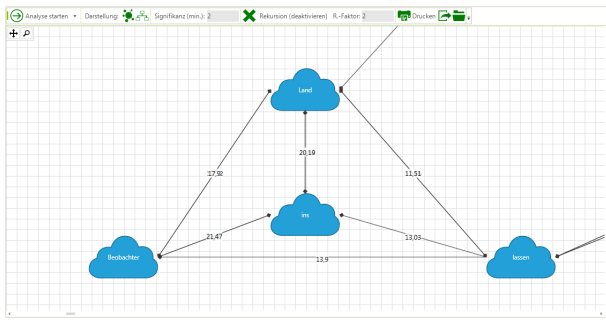 Analyse starten Darstellung: Signifikanz (min.): 2 Rekursion (deaktivieren) R.-Faktor: 2 Drucken
Land
20,19
17,92
11,51
ins
21,47
13,03
Beobachter
13,9
lassen